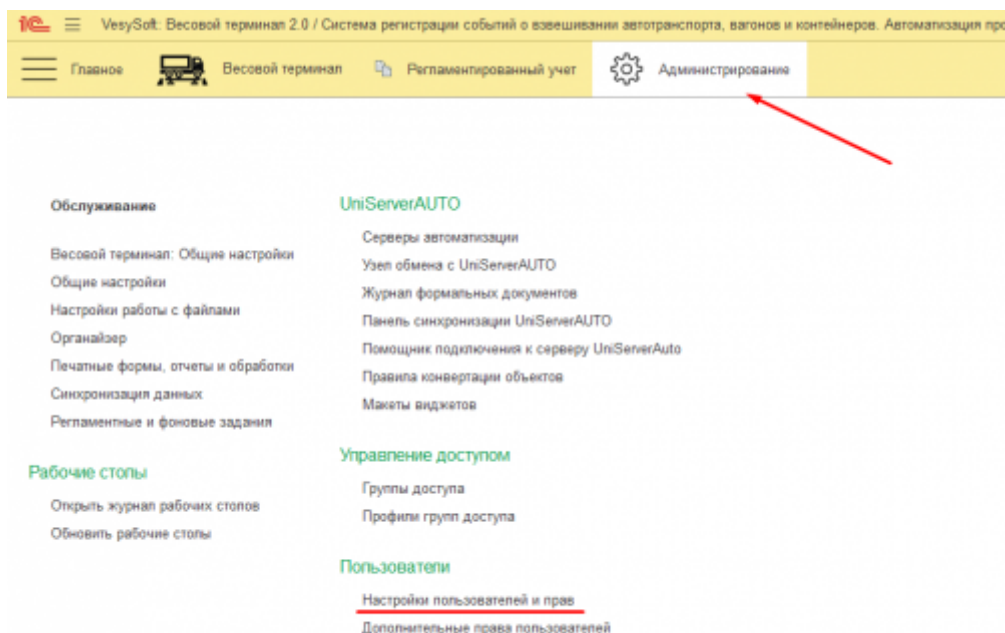 1С VesySoft: Весовой терминал 2.0 / Система регистрации событий о взвешивании автотранспорта, вагонов и контейнеров. Автоматизация про
Главное Весовой терминал Регламентированный учет Администрирование
Обслуживание
Весовой терминал: Общие настройки
Общие настройки
Настройки работы с файлами
Органайзер
Печатные формы, отчеты и обработки
Синхронизация данных
Регламентные и фоновые задания
Рабочие столы
Открыть журнал рабочих столов
Обновить рабочие столы
UniServerAUTO
Серверы автоматизации
Узел обмена с UniServerAUTO
Журнал формальных документов
Панель синхронизации UniServerAUTO
Помощник подключения к серверу UniServerAuto
Правила конвертации объектов
Макеты виджетов
Управление доступом
Группы доступа
Профили групп доступа
Пользователи
Настройки пользователей и прав
Дополнительные права пользователей